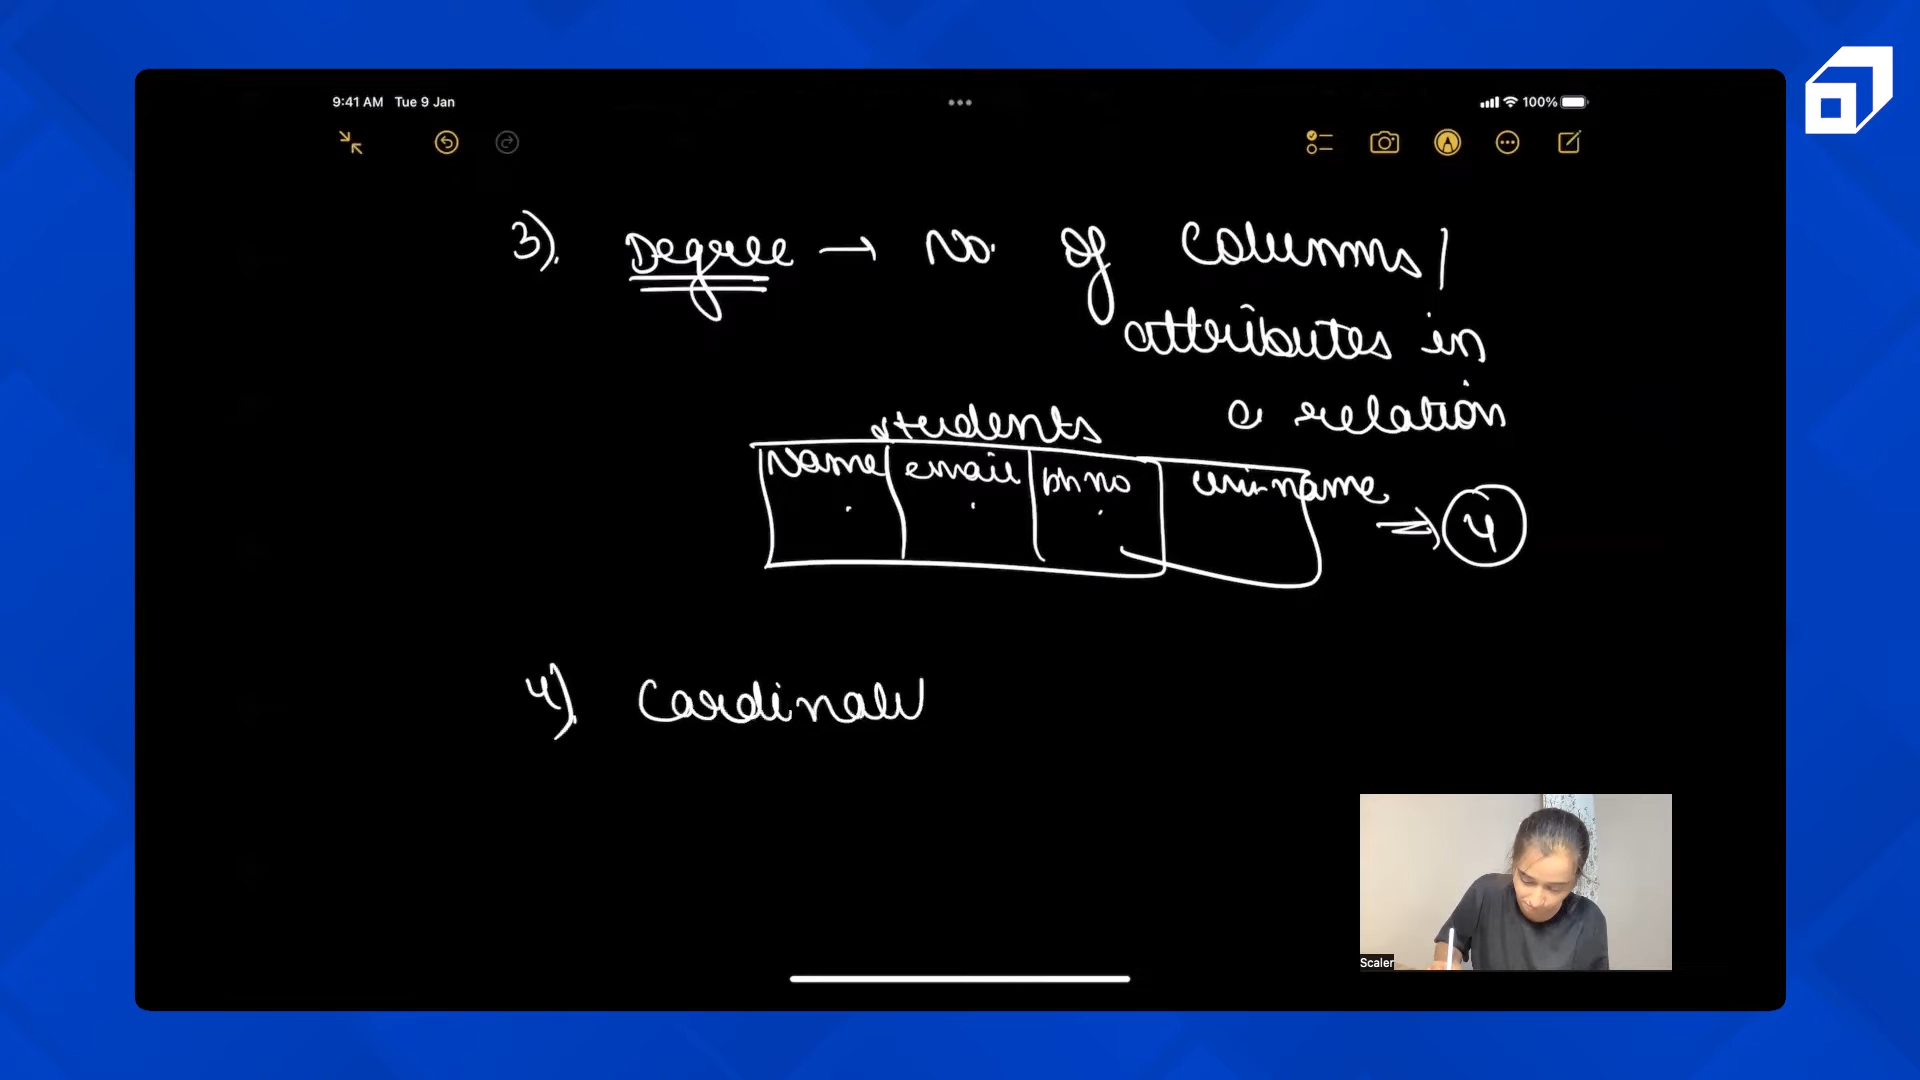 9:41 AM Tue 9 Jan
100%
3). Degree → No. of columns/
attributes in
a relation
students
Name email ph no uni-name ⇒ 4
4). Cardinali
Scaler